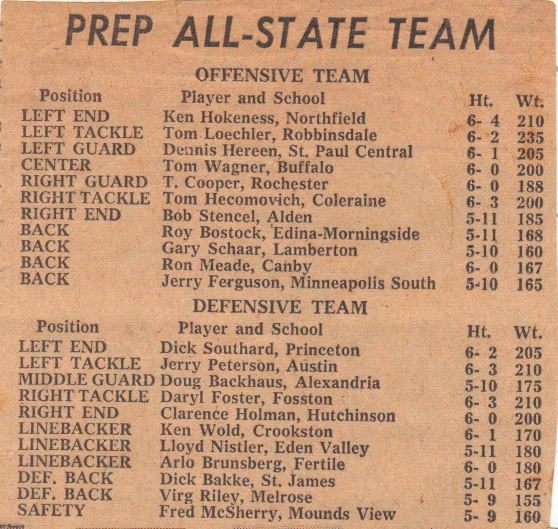 PREP ALL-STATE TEAM
OFFENSIVE TEAM
Position Player and School Ht. Wt.
LEFT END Ken Hokeness, Northfield 6- 4 210
LEFT TACKLE Tom Loechler, Robbinsdale 6- 2 235
LEFT GUARD Dennis Hereen, St. Paul Central 6- 1 205
CENTER Tom Wagner, Buffalo 6- 0 200
RIGHT GUARD T. Cooper, Rochester 6- 0 188
RIGHT TACKLE Tom Hecomovich, Coleraine 6- 3 200
RIGHT END Bob Stencel, Alden 5-11 185
BACK Roy Bostock, Edina-Morningside 5-11 168
BACK Gary Schaar, Lamberton 5-10 160
BACK Ron Meade, Canby 6- 0 167
BACK Jerry Ferguson, Minneapolis South 5-10 165
DEFENSIVE TEAM
Position Player and School Ht. Wt.
LEFT END Dick Southard, Princeton 6- 2 205
LEFT TACKLE Jerry Peterson, Austin 6- 3 210
MIDDLE GUARD Doug Backhaus, Alexandria 5-10 175
RIGHT TACKLE Daryl Foster, Fosston 6- 3 210
RIGHT END Clarence Holman, Hutchinson 6- 0 200
LINEBACKER Ken Wold, Crookston 6- 1 170
LINEBACKER Lloyd Nistler, Eden Valley 5-11 180
LINEBACKER Arlo Brunsberg, Fertile 6- 0 180
DEF. BACK Dick Bakke, St. James 5-11 167
DEF. BACK Virg Riley, Melrose 5- 9 155
SAFETY Fred McSherry, Mounds View 5- 9 160